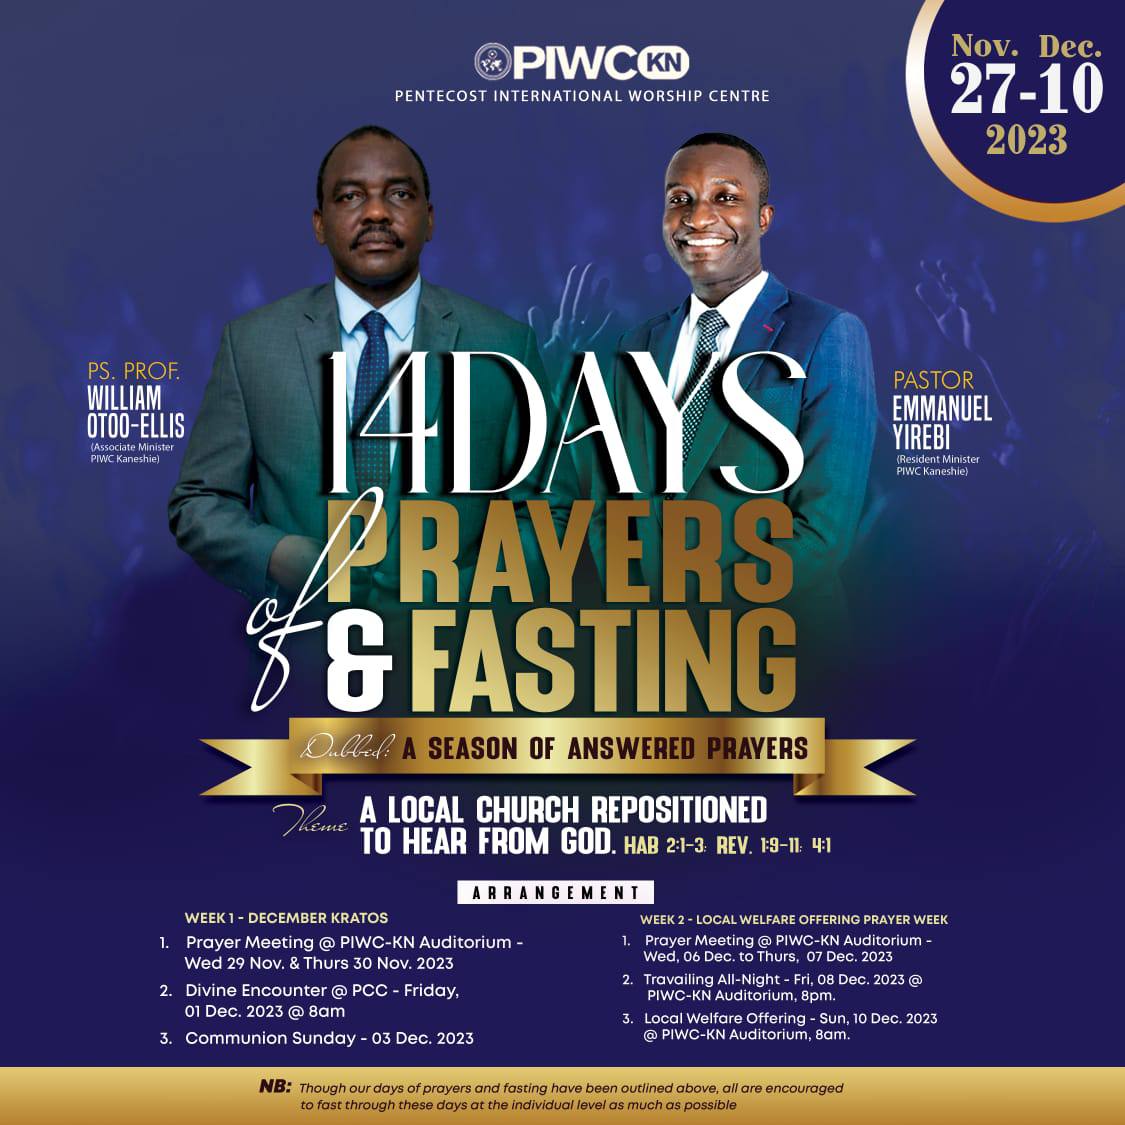 PIWC KN
PENTECOST INTERNATIONAL WORSHIP CENTRE
Nov. Dec.
27-10
2023
PS. PROF.
WILLIAM
OTOO-ELLIS
(Associate Minister
PIWC Kaneshie)
PASTOR
EMMANUEL
YIREBI
(Resident Minister
PIWC Kaneshie)
14 DAYS
of PRAYERS
& FASTING
Dubbed: A SEASON OF ANSWERED PRAYERS
Theme A LOCAL CHURCH REPOSITIONED
TO HEAR FROM GOD. HAB 2:1-3; REV. 1:9-11; 4:1
ARRANGEMENT
WEEK 1 - DECEMBER KRATOS
1. Prayer Meeting @ PIWC-KN Auditorium -
Wed 29 Nov. & Thurs 30 Nov. 2023
2. Divine Encounter @ PCC - Friday,
01 Dec. 2023 @ 8am
3. Communion Sunday - 03 Dec. 2023
WEEK 2 - LOCAL WELFARE OFFERING PRAYER WEEK
1. Prayer Meeting @ PIWC-KN Auditorium -
Wed, 06 Dec. to Thurs, 07 Dec. 2023
2. Travailing All-Night - Fri, 08 Dec. 2023 @
PIWC-KN Auditorium, 8pm.
3. Local Welfare Offering - Sun, 10 Dec. 2023
@ PIWC-KN Auditorium, 8am.
NB: Though our days of prayers and fasting have been outlined above, all are encouraged
to fast through these days at the individual level as much as possible